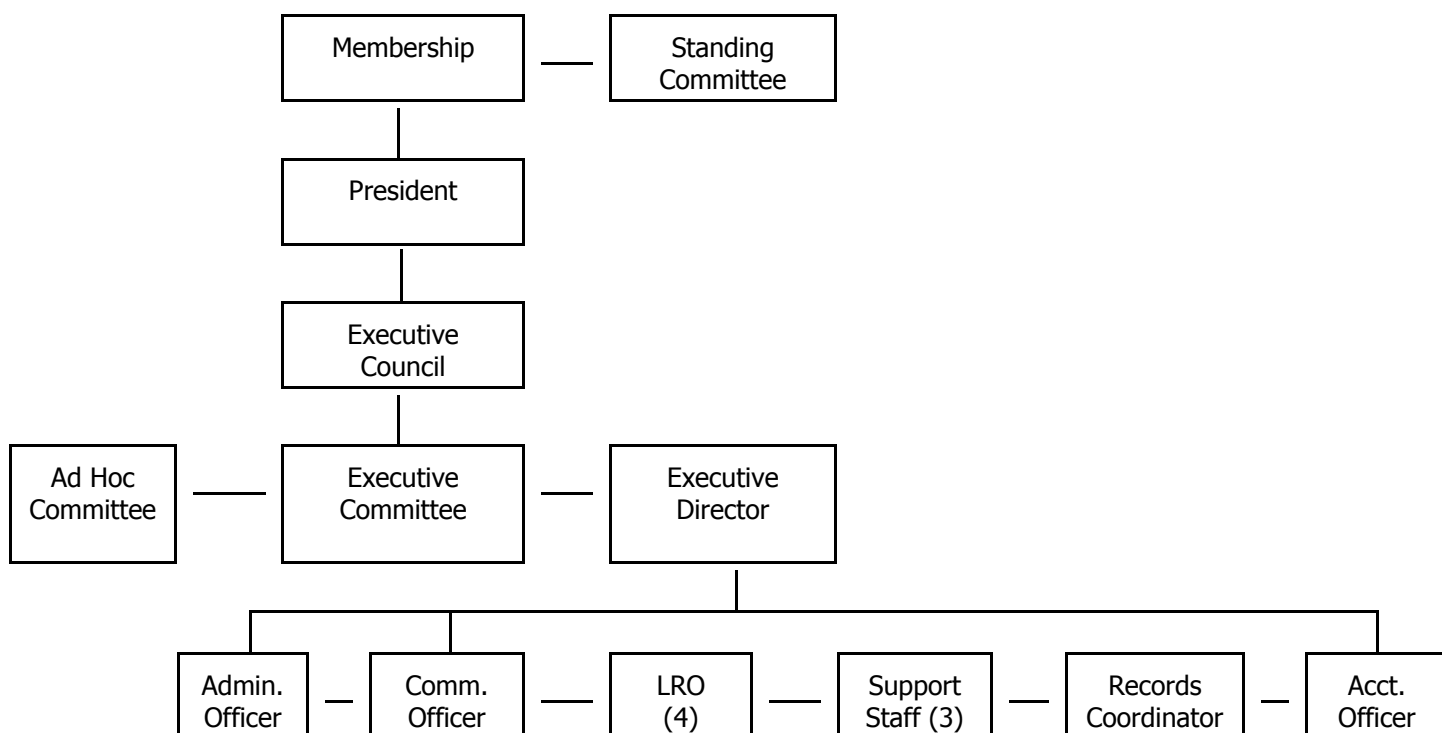 Membership
Standing
Committee
President
Executive
Council
Ad Hoc
Committee
Executive
Committee
Executive
Director
Admin.
Officer
Comm.
Officer
LRO
(4)
Support
Staff (3)
Records
Coordinator
Acct.
Officer